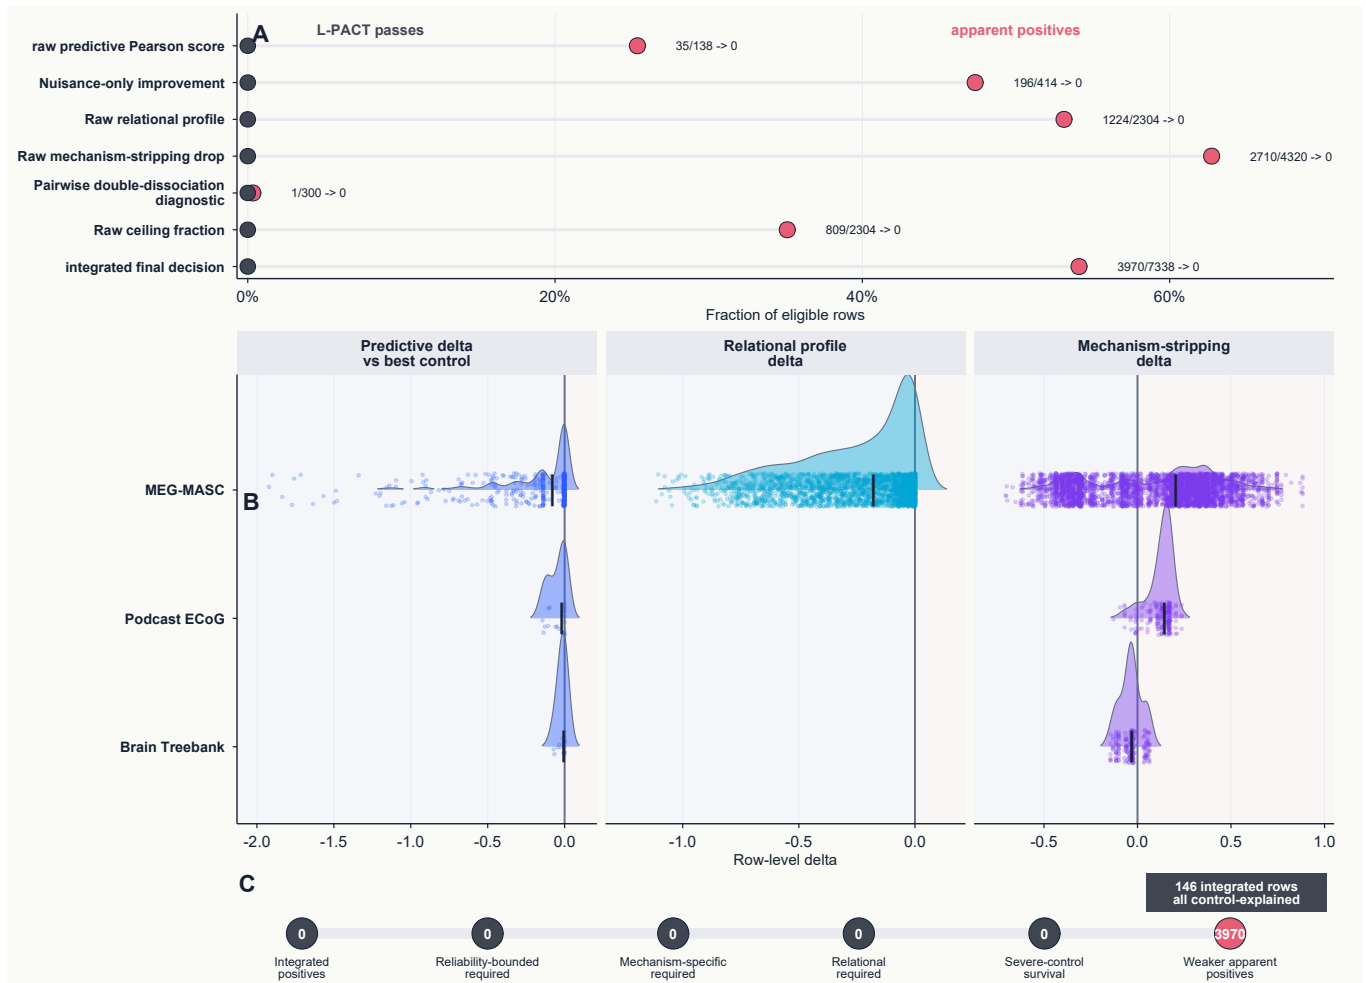 A
L-PACT passes
apparent positives
raw predictive Pearson score
35/138 -> 0
Nuisance-only improvement
196/414 -> 0
Raw relational profile
1224/2304 -> 0
Raw mechanism-stripping drop
2710/4320 -> 0
Pairwise double-dissociation
diagnostic
1/300 -> 0
Raw ceiling fraction
809/2304 -> 0
integrated final decision
3970/7338 -> 0
0%
20%
40%
60%
Fraction of eligible rows
Predictive delta
vs best control
Relational profile
delta
Mechanism-stripping
delta
B
MEG-MASC
Podcast ECoG
Brain Treebank
-2.0
-1.5
-1.0
-0.5
0.0
-1.0
-0.5
0.0
-0.5
0.0
0.5
1.0
Row-level delta
C
146 integrated rows
all control-explained
0
0
0
0
0
3970
Integrated
positives
Reliability-bounded
required
Mechanism-specific
required
Relational
required
Severe-control
survival
Weaker apparent
positives